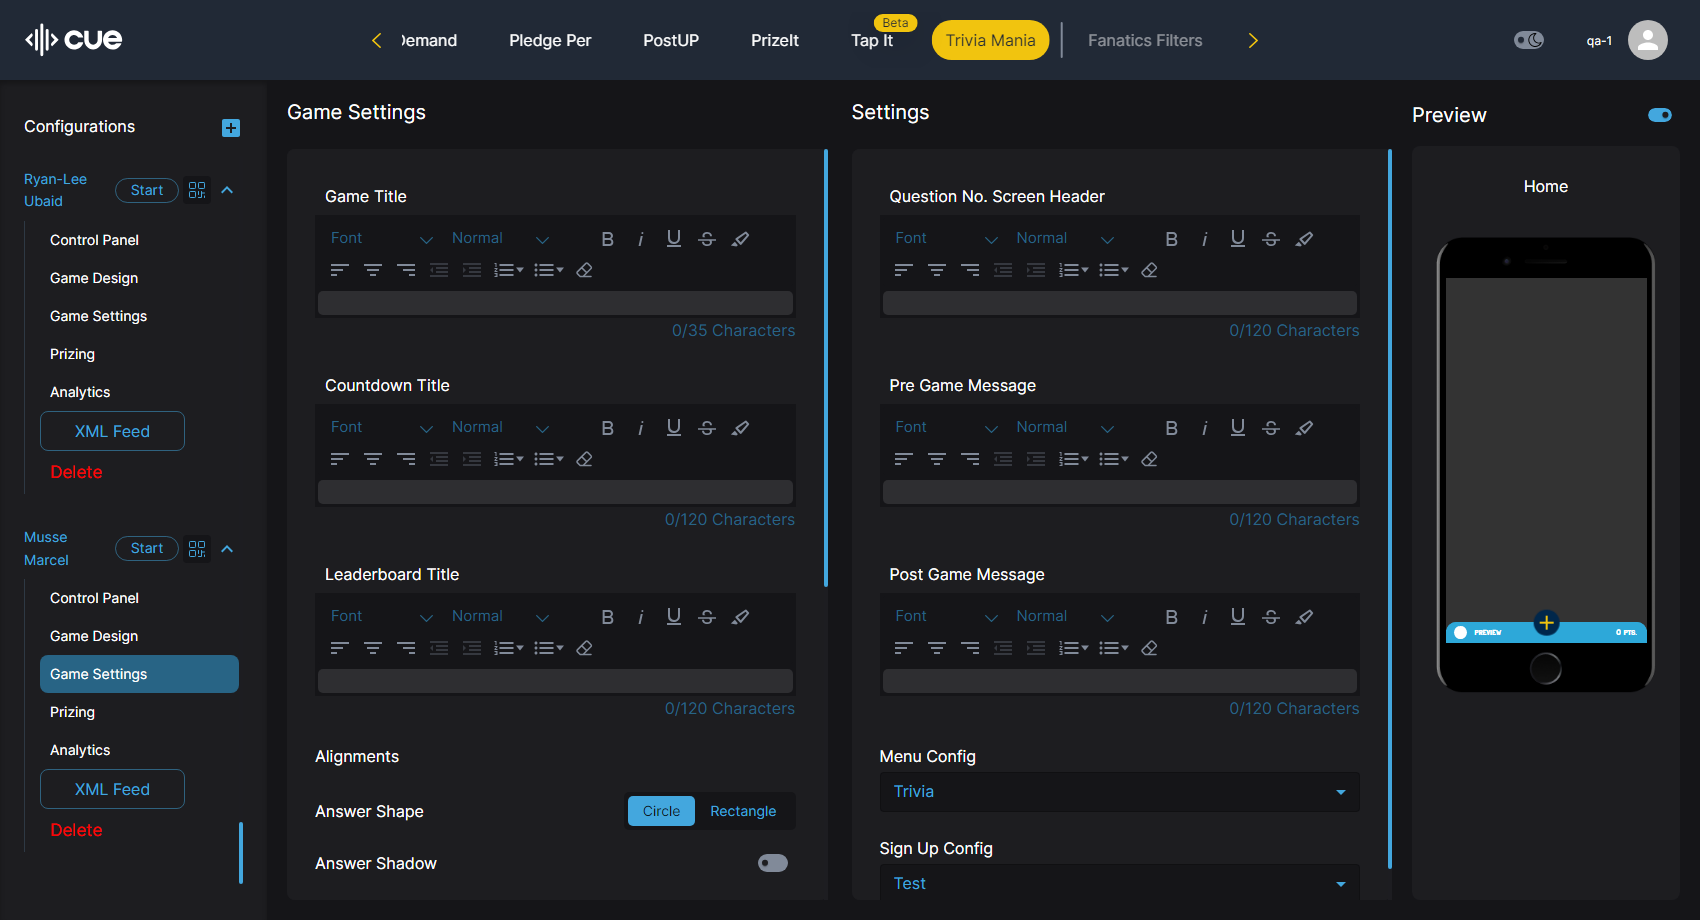 cue
Demand
Pledge Per
PostUP
PrizeIt
Tap It
Beta
Trivia Mania
Fanatics Filters
qa-1
Configurations
Ryan-Lee
Ubaid
Start
Control Panel
Game Design
Game Settings
Prizing
Analytics
XML Feed
Delete
Musse
Marcel
Start
Control Panel
Game Design
Game Settings
Prizing
Analytics
XML Feed
Delete
Game Settings
Game Title
Font Normal
0/35 Characters
Countdown Title
Font Normal
0/120 Characters
Leaderboard Title
Font Normal
0/120 Characters
Alignments
Answer Shape
Circle Rectangle
Answer Shadow
Settings
Question No. Screen Header
Font Normal
0/120 Characters
Pre Game Message
Font Normal
0/120 Characters
Post Game Message
Font Normal
0/120 Characters
Menu Config
Trivia
Sign Up Config
Test
Preview
Home
PREVIEW
0 PTS.